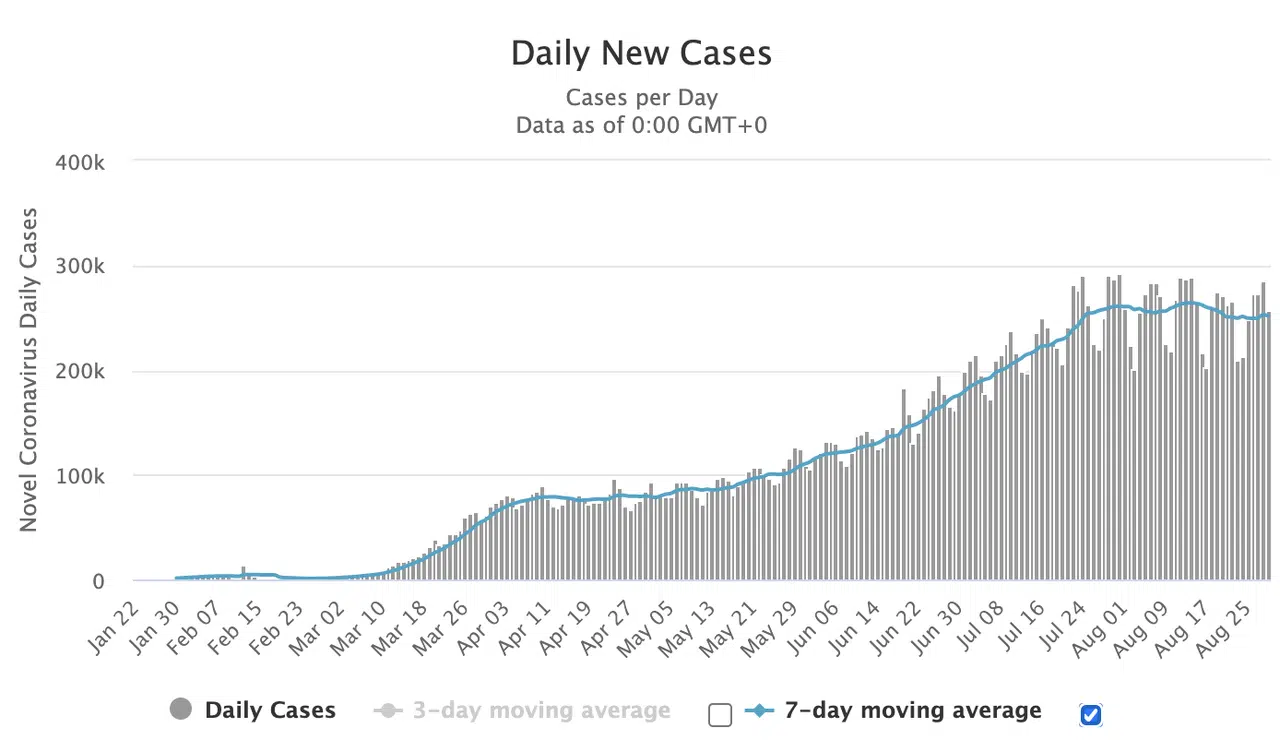 Daily New Cases
Cases per Day
Data as of 0:00 GMT+0
Novel Coronavirus Daily Cases
400k
300k
200k
100k
0
Jan 22
Jan 30
Feb 07
Feb 15
Feb 23
Mar 02
Mar 10
Mar 18
Mar 26
Apr 03
Apr 11
Apr 19
Apr 27
May 05
May 13
May 21
May 29
Jun 06
Jun 14
Jun 22
Jun 30
Jul 08
Jul 16
Jul 24
Aug 01
Aug 09
Aug 17
Aug 25
Daily Cases 3-day moving average 7-day moving average